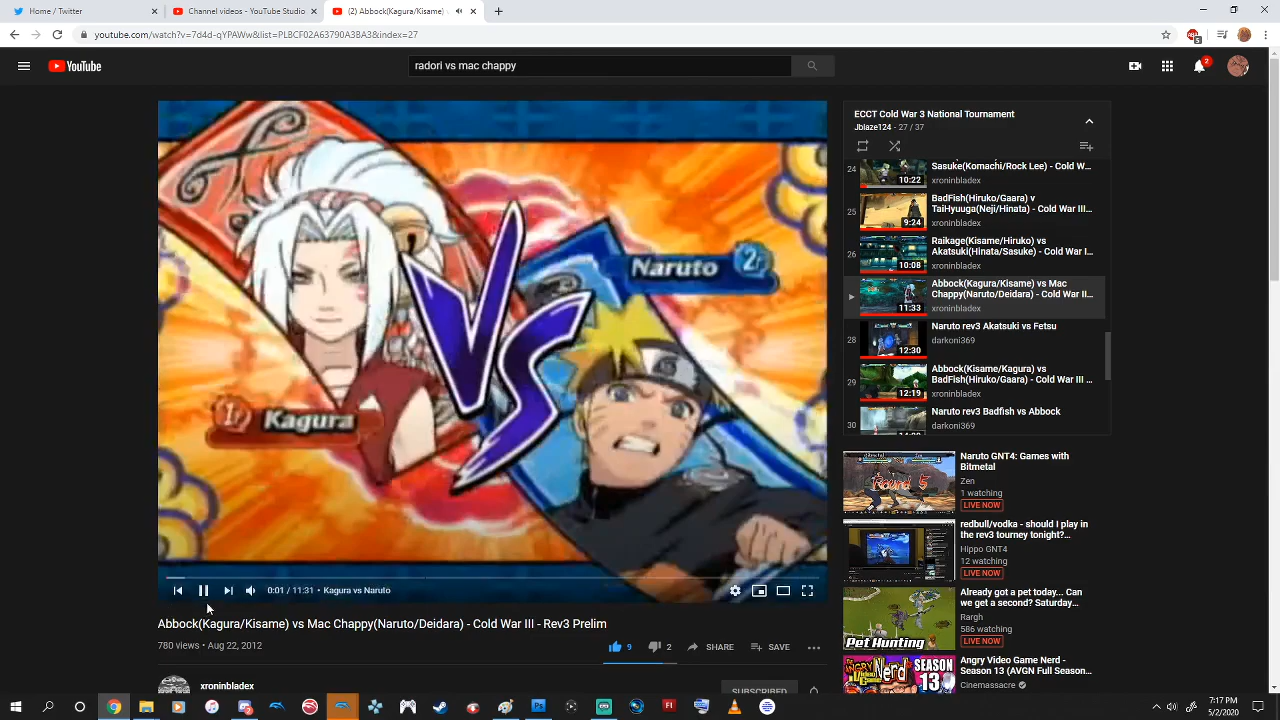 Home / Twitter
Channel videos - YouTube Studio
(2) Abbock(Kagura/Kisame)
youtube.com/watch?v=7d4d-qYPAWw&list=PLBCF02A63790A3BA3&index=27
5
YouTube
radori vs mac chappy
2
VS
Naruto
Kagura
0:01 / 11:31 • Kagura vs Naruto
Abbock(Kagura/Kisame) vs Mac Chappy(Naruto/Deidara) - Cold War III - Rev3 Prelim
780 views • Aug 22, 2012
9
2
SHARE
SAVE
xroninbladex
SUBSCRIBED
ECCT Cold War 3 National Tournament
Jblaze124 - 27 / 37
24
10:22
Sasuke(Komachi/Rock Lee) - Cold W...
xroninbladex
25
9:24
BadFish(Hiruko/Gaara) v
TaiHyuuga(Neji/Hinata) - Cold War III...
xroninbladex
26
10:08
Raikage(Kisame/Hiruko) vs
Akatsuki(Hinata/Sasuke) - Cold War I...
xroninbladex
11:33
Abbock(Kagura/Kisame) vs Mac
Chappy(Naruto/Deidara) - Cold War II...
xroninbladex
28
12:30
Naruto rev3 Akatsuki vs Fetsu
darkoni369
29
12:19
Abbock(Kisame/Kagura) vs
BadFish(Hiruko/Gaara) - Cold War III ...
xroninbladex
30
Naruto rev3 Badfish vs Abbock
darkoni369
Naruto GNT4: Games with
Bitmetal
Zen
1 watching
LIVE NOW
redbull/vodka - should I play in
the rev3 tourney tonight?...
Hippo GNT4
12 watching
LIVE NOW
Pet Hunting
Already got a pet today... Can
we get a second? Saturday...
Rargh
586 watching
LIVE NOW
ANGRY VIDEO GAME NERD
SEASON
13
Angry Video Game Nerd -
Season 13 (AVGN Full Season...
Cinemassacre
7:17 PM
5/2/2020